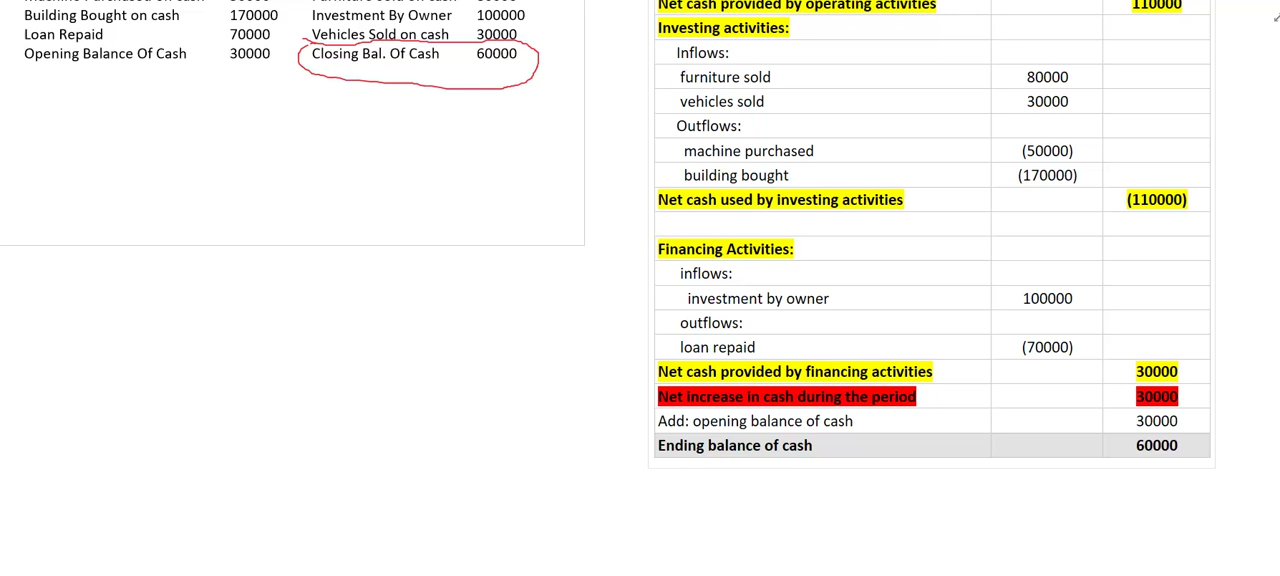 Building Bought on cash 170000 Investment By Owner 100000
Loan Repaid 70000 Vehicles Sold on cash 30000
Opening Balance Of Cash 30000 Closing Bal. Of Cash 60000
Net cash provided by operating activities 110000
Investing activities:
Inflows:
furniture sold 80000
vehicles sold 30000
Outflows:
machine purchased (50000)
building bought (170000)
Net cash used by investing activities (110000)
Financing Activities:
inflows:
investment by owner 100000
outflows:
loan repaid (70000)
Net cash provided by financing activities 30000
Net increase in cash during the period 30000
Add: opening balance of cash 30000
Ending balance of cash 60000